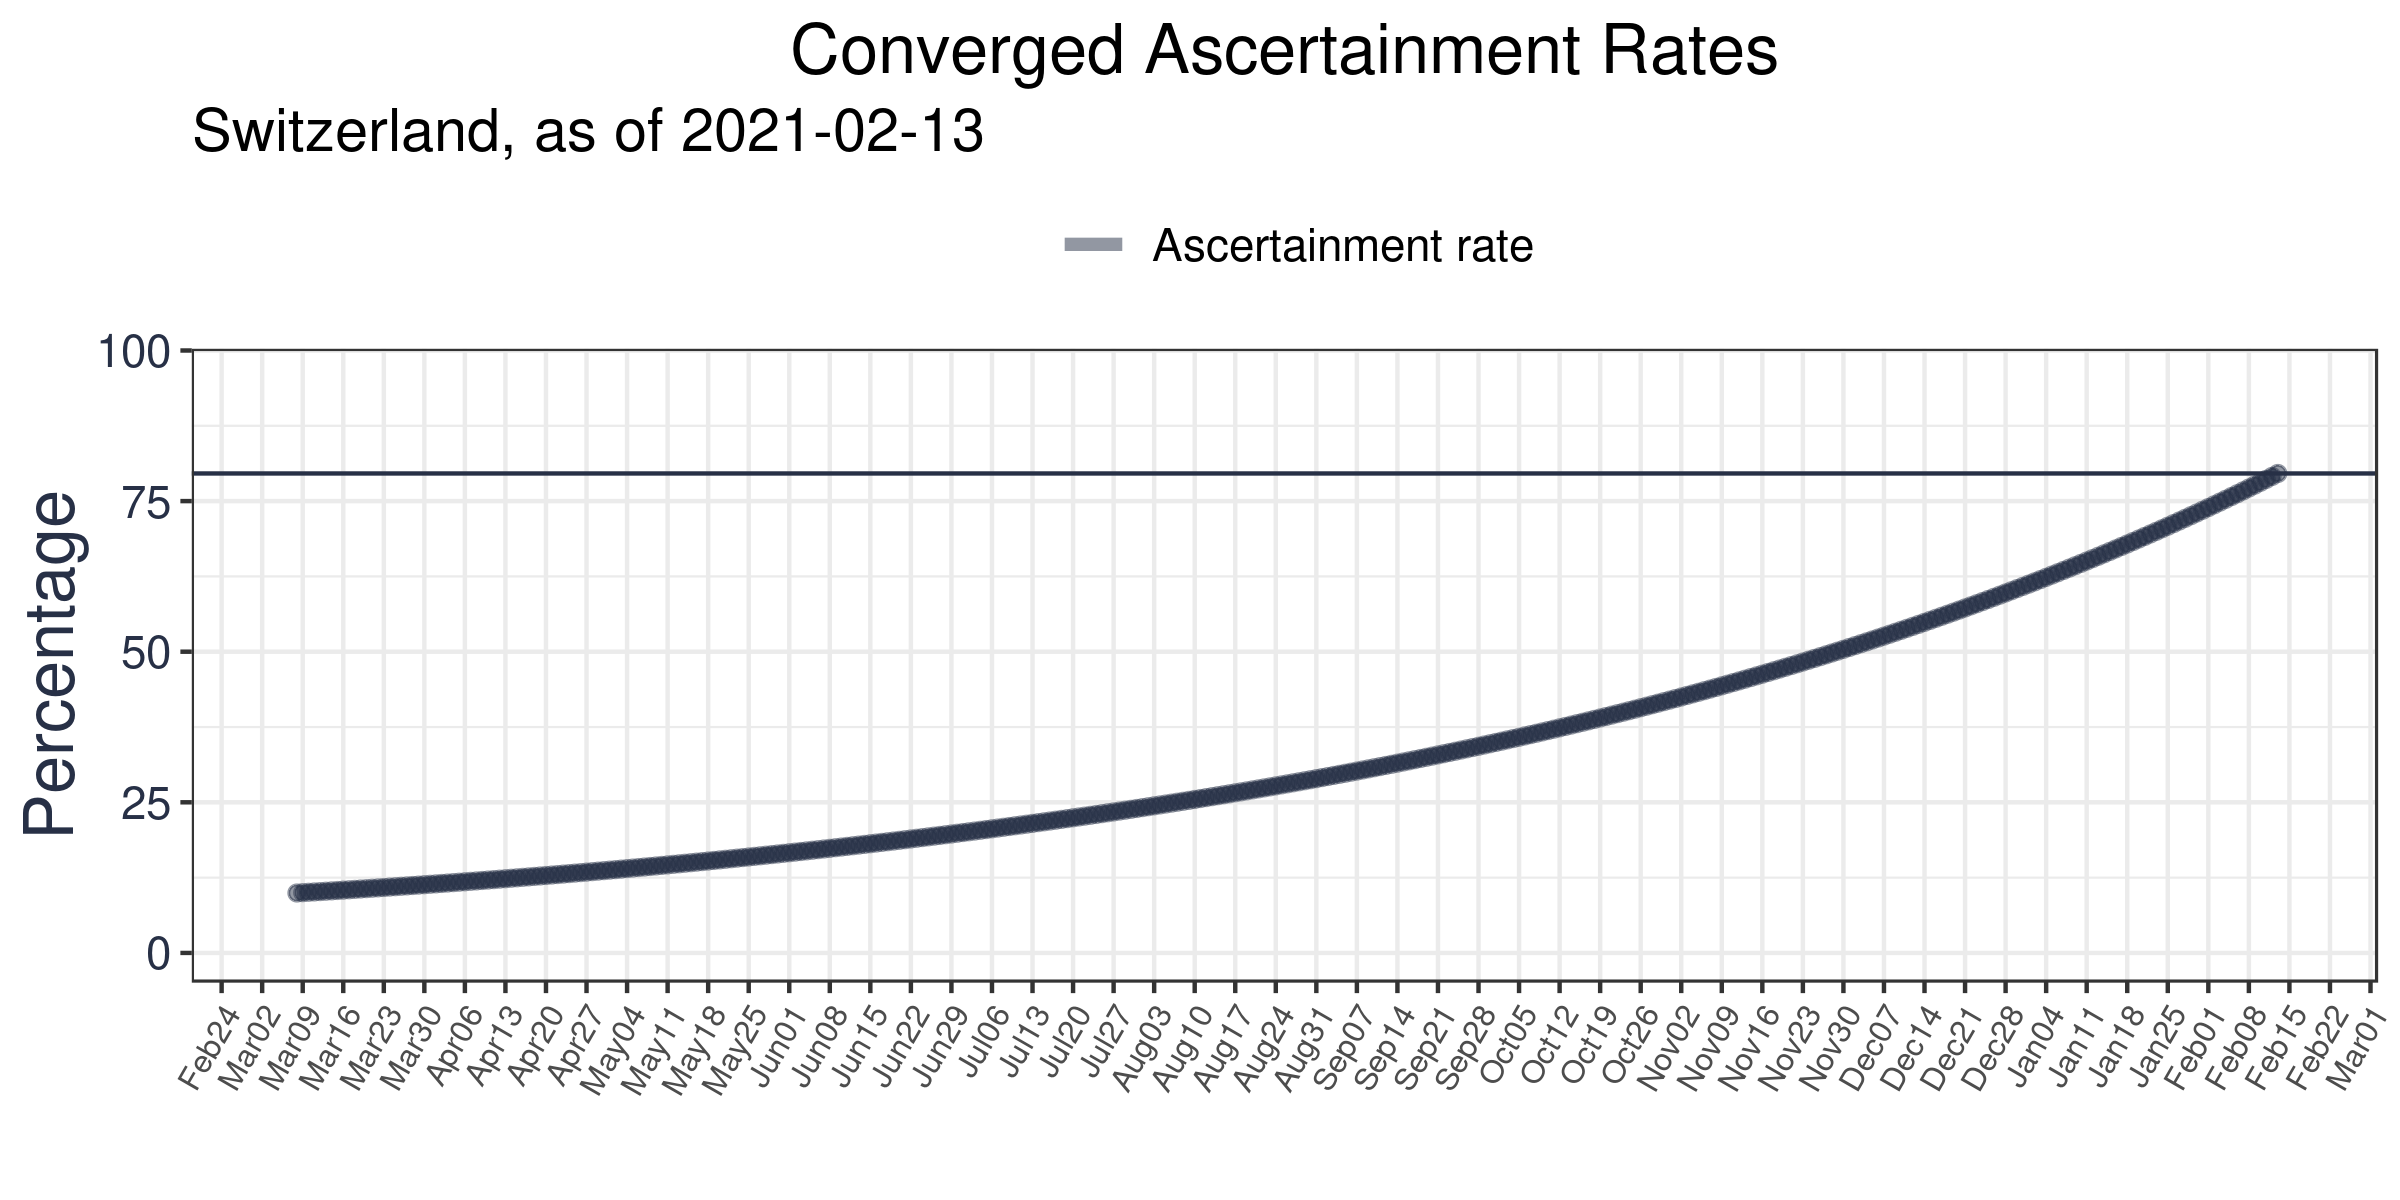 Converged Ascertainment Rates
Switzerland, as of 2021-02-13
Ascertainment rate
Percentage
100
75
50
25
0
Feb24 Mar02 Mar09 Mar16 Mar23 Mar30 Apr06 Apr13 Apr20 Apr27 May04 May11 May18 May25 Jun01 Jun08 Jun15 Jun22 Jun29 Jul06 Jul13 Jul20 Jul27 Aug03 Aug10 Aug17 Aug24 Aug31 Sep07 Sep14 Sep21 Sep28 Oct05 Oct12 Oct19 Oct26 Nov02 Nov09 Nov16 Nov23 Nov30 Dec07 Dec14 Dec21 Dec28 Jan04 Jan11 Jan18 Jan25 Feb01 Feb08 Feb15 Feb22 Mar01